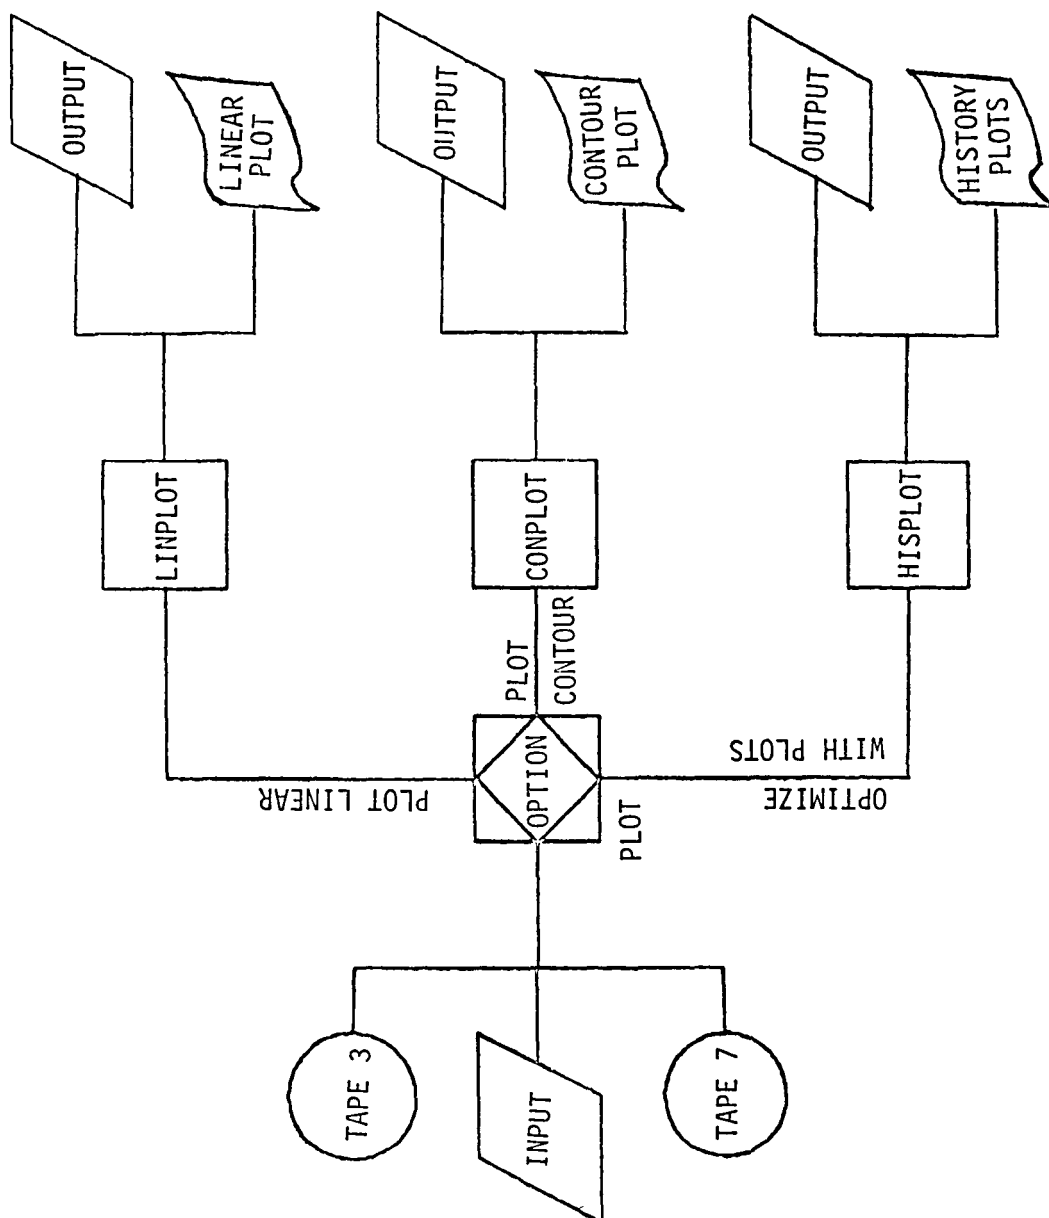 OUTPUT
LINEAR
PLOT
LINPLOT
PLOT LINEAR
TAPE 3
INPUT
TAPE 7
OPTION
PLOT
PLOT
CONTOUR
CONPLOT
OUTPUT
CONTOUR
PLOT
OPTIMIZE
WITH PLOTS
HISPLOT
OUTPUT
HISTORY
PLOTS